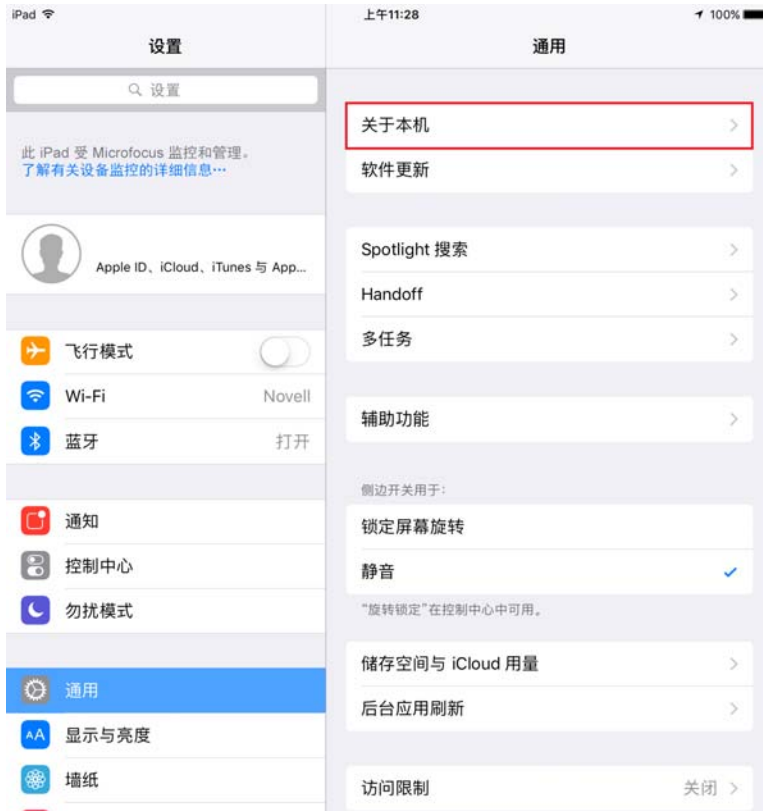 iPad
上午11:28
100%
设置
通用
设置
此 iPad 受 Microfocus 监控和管理。
了解有关设备监控的详细信息…
Apple ID、iCloud、iTunes 与 App...
飞行模式
Wi-Fi
Novell
蓝牙
打开
通知
控制中心
勿扰模式
通用
AA
显示与亮度
墙纸
关于本机
软件更新
Spotlight 搜索
Handoff
多任务
辅助功能
侧边开关用于：
锁定屏幕旋转
静音
“旋转锁定”在控制中心中可用。
储存空间与 iCloud 用量
后台应用刷新
访问限制
关闭